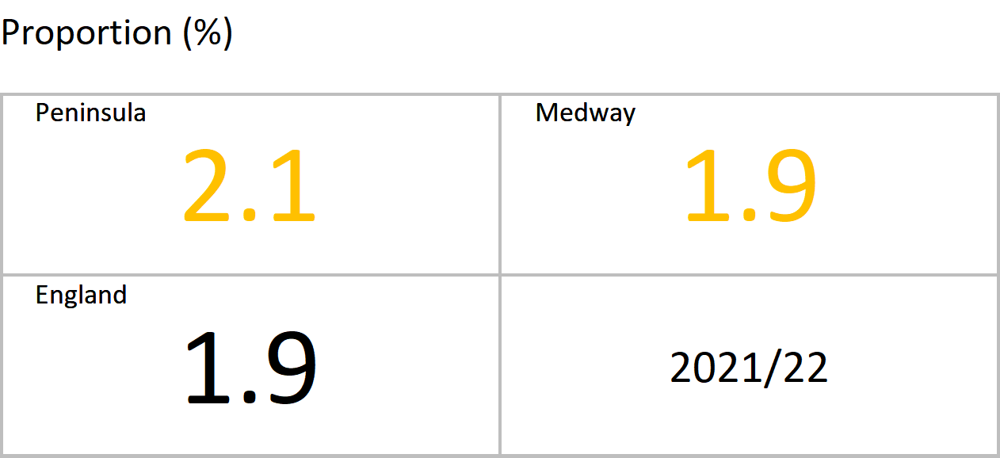 Proportion (%)
Peninsula
2.1
Medway
1.9
England
1.9
2021/22